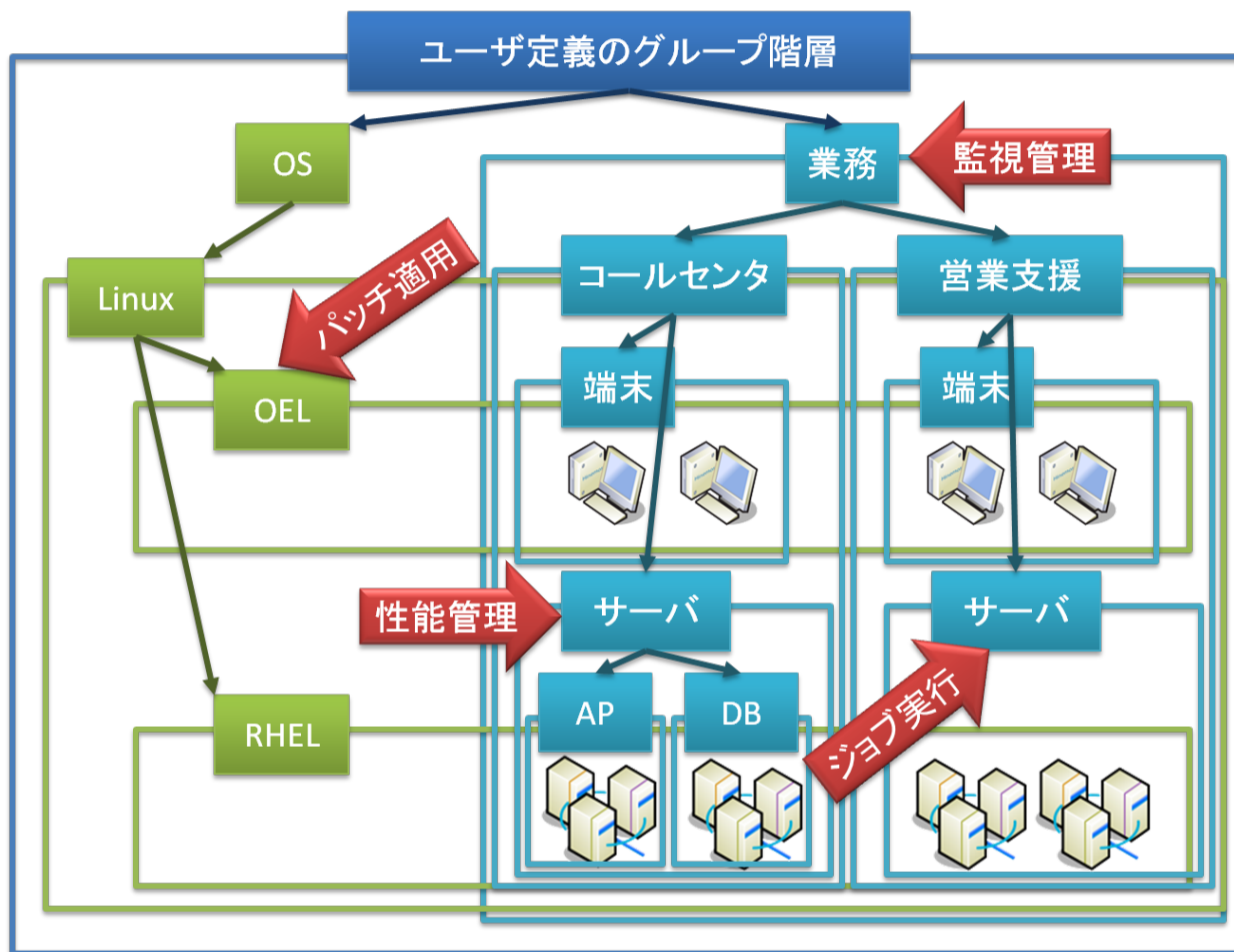 ユーザ定義のグループ階層
OS
業務
監視管理
Linux
パッチ適用
コールセンタ
営業支援
OEL
端末
端末
性能管理
サーバ
サーバ
RHEL
AP
DB
ジョブ実行